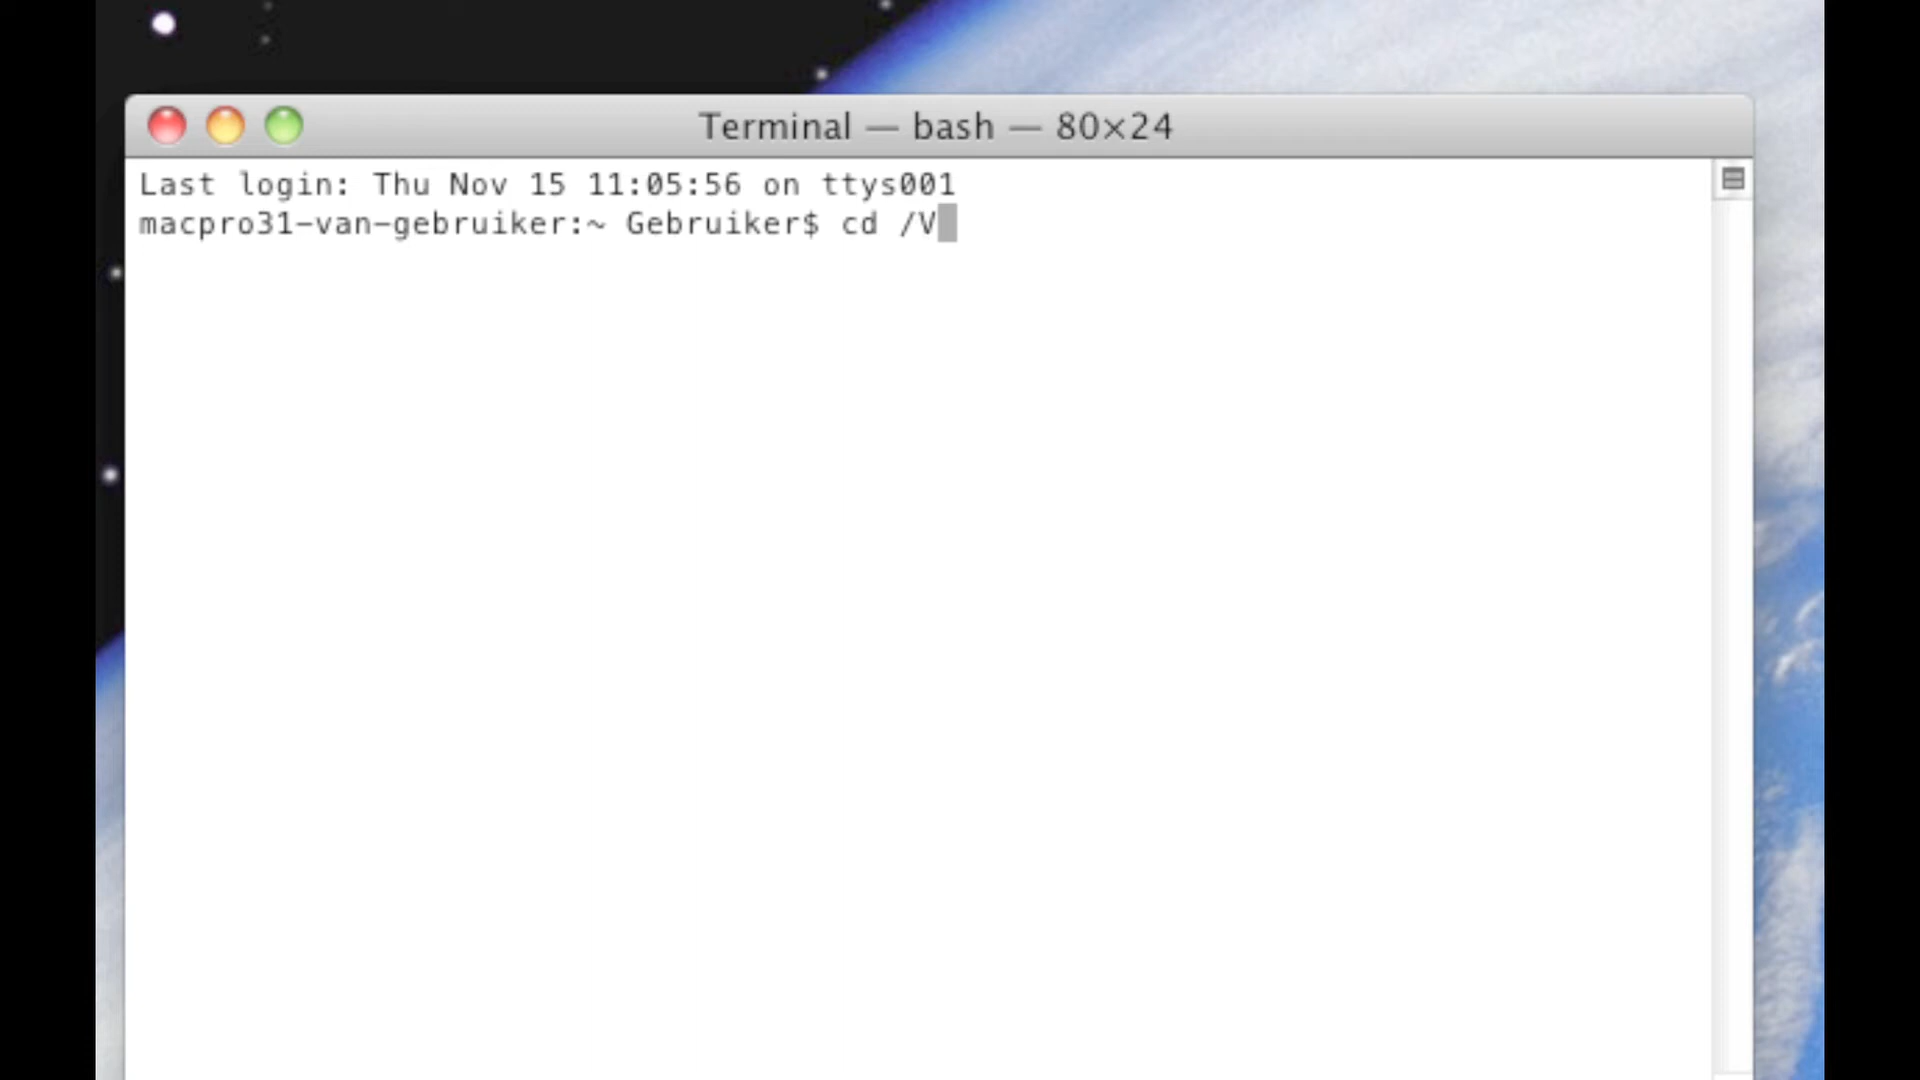 Terminal — bash — 80×24
Last login: Thu Nov 15 11:05:56 on ttys001
macpro31-van-gebruiker:~ Gebruiker$ cd /V